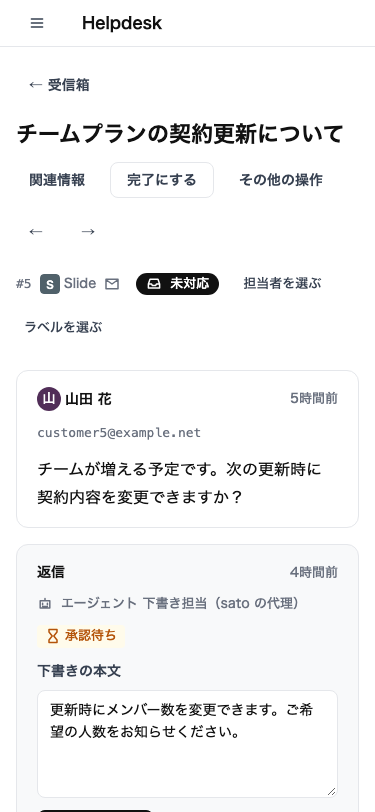 Helpdesk
← 受信箱
チームプランの契約更新について
関連情報 完了にする その他の操作
← →
#5 S Slide 未対応 担当者を選ぶ
ラベルを選ぶ
山 山田 花 5時間前
customer5@example.net
チームが増える予定です。次の更新時に
契約内容を変更できますか？
返信 4時間前
エージェント 下書き担当（sato の代理）
承認待ち
下書きの本文
更新時にメンバー数を変更できます。ご希
望の人数をお知らせください。